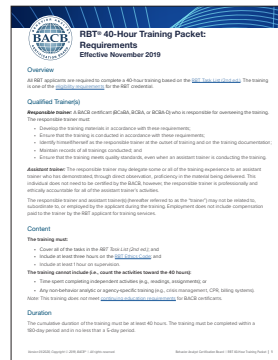 BACB
RBT® 40-Hour Training Packet:
Requirements
Effective November 2019
Overview
All RBT applicants are required to complete a 40-hour training based on the RBT Task List (2nd ed.). The training
is one of the eligibility requirements for the RBT credential.
Qualified Trainer(s)
Responsible trainer: A BACB certificant (BCaBA, BCBA, or BCBA-D) who is responsible for overseeing the training.
The responsible trainer must:
• Develop the training materials in accordance with these requirements;
• Ensure that the training is conducted in accordance with these requirements;
• Identify himself/herself as the responsible trainer at the outset of training and on the training documentation;
• Maintain records of all trainings conducted; and
• Ensure that the training meets quality standards, even when an assistant trainer is conducting the training.
Assistant trainer: The responsible trainer may delegate some or all of the training experience to an assistant
trainer who has demonstrated, through direct observation, proficiency in the material being delivered. This
individual does not need to be certified by the BACB, however, the responsible trainer is professionally and
ethically accountable for all of the assistant trainer's activities.
The responsible trainer and assistant trainer(s) (hereafter referred to as the "trainer") may not be related to,
subordinate to, or employed by the applicant during the training. Employment does not include compensation
paid to the trainer by the RBT applicant for training services.
Content
The training must:
• Cover all of the tasks in the RBT Task List (2nd ed.); and
• Include at least three hours on the RBT Ethics Code; and
• Include at least 1 hour on supervision.
The training cannot include (i.e., count the activities toward the 40 hours):
• Time spent completing independent activities (e.g., readings, assignments); or
• Any non-behavior analytic or agency-specific training (e.g., crisis management, CPR, billing systems).
Note: This training does not meet continuing education requirements for BACB certificants.
Duration
The cumulative duration of the training must be at least 40 hours. The training must be completed within a
180-day period and in no less than a 5-day period.